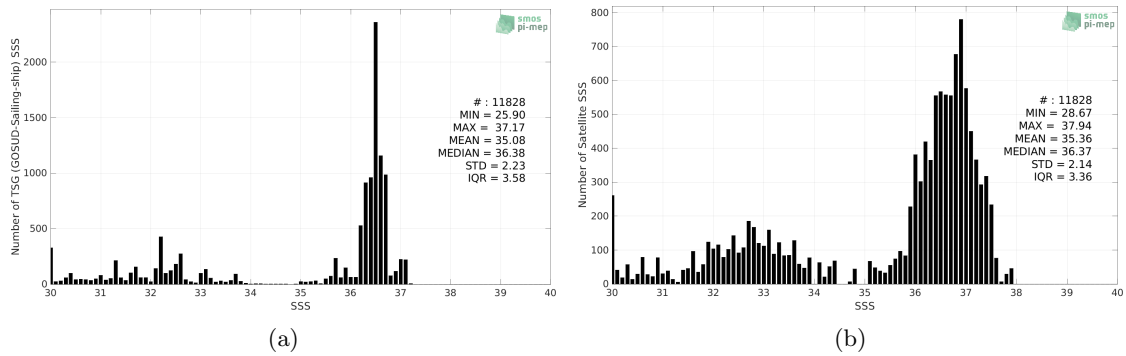 Number of TSG (GOSUD-Sailing-ship) SSS
2000
1500
1000
500
0
smos
pi-mep
# : 11828
MIN = 25.90
MAX = 37.17
MEAN = 35.08
MEDIAN = 36.38
STD = 2.23
IQR = 3.58
30 31 32 33 34 35 36 37 38 39 40
SSS
(a)
Number of Satellite SSS
800
700
600
500
400
300
200
100
0
smos
pi-mep
# : 11828
MIN = 28.67
MAX = 37.94
MEAN = 35.36
MEDIAN = 36.37
STD = 2.14
IQR = 3.36
30 31 32 33 34 35 36 37 38 39 40
SSS
(b)